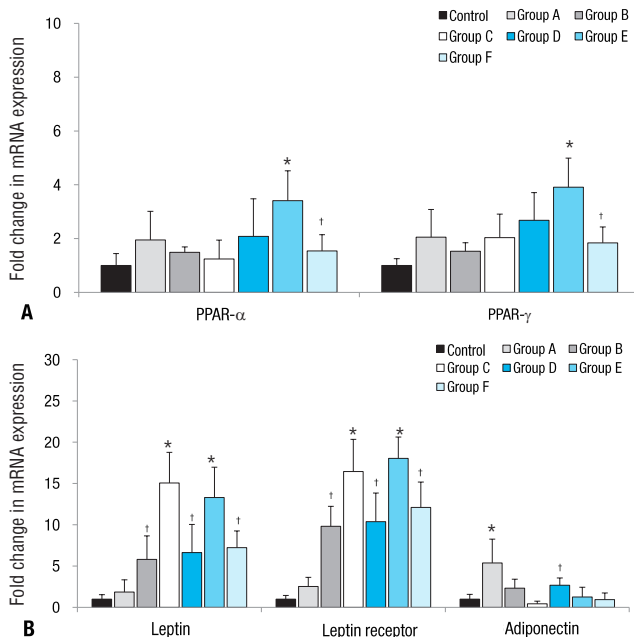 Control Group A Group B
Group C Group D Group E
Group F
Fold change in mRNA expression
10
8
6
4
2
0
*
†
*
†
A
PPAR-α PPAR-γ
Control Group A Group B
Group C Group D Group E
Group F
Fold change in mRNA expression
30
25
20
15
10
5
0
†
*
†
*
†
†
*
†
*
†
*
†
B
Leptin Leptin receptor Adiponectin